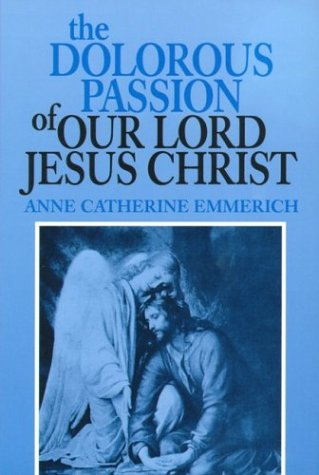 the
DOLOROUS
PASSION
of OUR LORD
JESUS CHRIST
ANNE CATHERINE EMMERICH